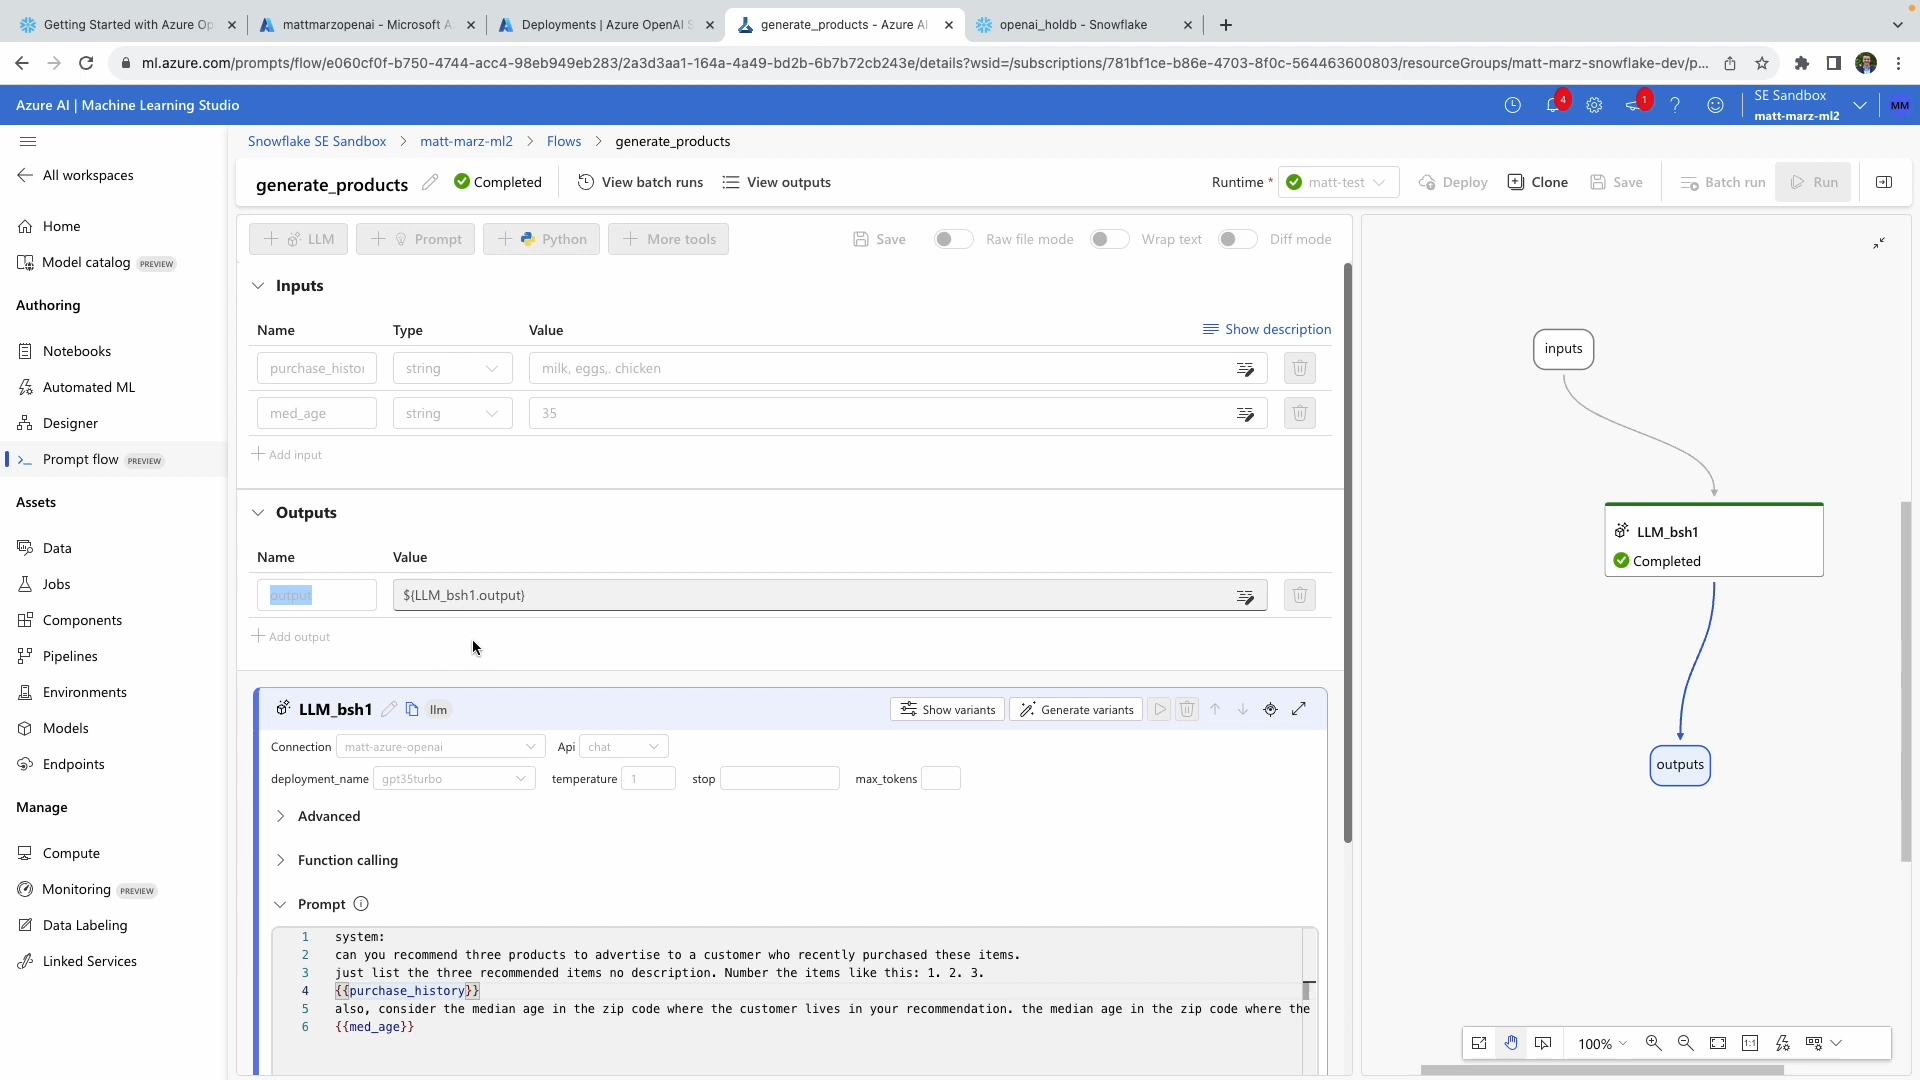 Getting Started with Azure Op
mattmarzopenai - Microsoft A
Deployments | Azure OpenAI S
generate_products - Azure AI
openai_holdb - Snowflake
ml.azure.com/prompts/flow/e060cf0f-b750-4744-acc4-98eb949eb283/2a3d3aa1-164a-4a49-bd2b-6b7b72cb243e/details?wsid=/subscriptions/781bf1ce-b86e-4703-8f0c-564463600803/resourceGroups/matt-marz-snowflake-dev/p...
Azure AI | Machine Learning Studio
4
1
SE Sandbox
matt-marz-ml2
MM
All workspaces
Home
Model catalog PREVIEW
Authoring
Notebooks
Automated ML
Designer
Prompt flow PREVIEW
Assets
Data
Jobs
Components
Pipelines
Environments
Models
Endpoints
Manage
Compute
Monitoring PREVIEW
Data Labeling
Linked Services
Snowflake SE Sandbox > matt-marz-ml2 > Flows > generate_products
generate_products Completed View batch runs View outputs Runtime * matt-test Deploy Clone Save Batch run Run
+ LLM + Prompt + Python + More tools Save Raw file mode Wrap text Diff mode
Inputs
Name Type Value Show description
purchase_histor string milk, eggs,. chicken
med_age string 35
+ Add input
Outputs
Name Value
output ${LLM_bsh1.output}
+ Add output
LLM_bsh1 llm Show variants Generate variants
Connection matt-azure-openai Api chat
deployment_name gpt35turbo temperature 1 stop max_tokens
Advanced
Function calling
Prompt
1 system:
2 can you recommend three products to advertise to a customer who recently purchased these items.
3 just list the three recommended items no description. Number the items like this: 1. 2. 3.
4 {{purchase_history}}
5 also, consider the median age in the zip code where the customer lives in your recommendation. the median age in the zip code where the
6 {{med_age}}
inputs
LLM_bsh1
Completed
outputs
100%
1:1